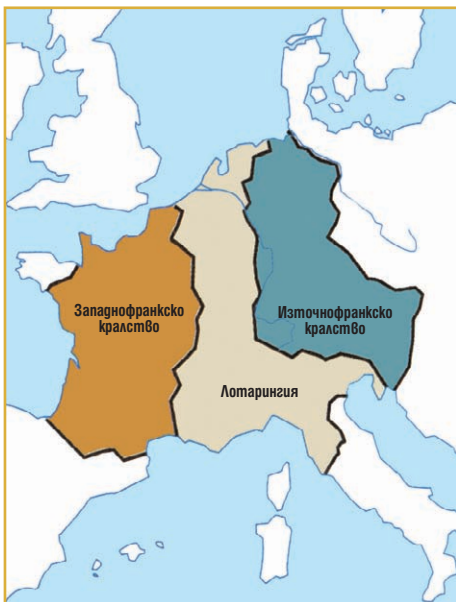 Западнофранкско
кралство
Източнофранкско
кралство
Лотарингия